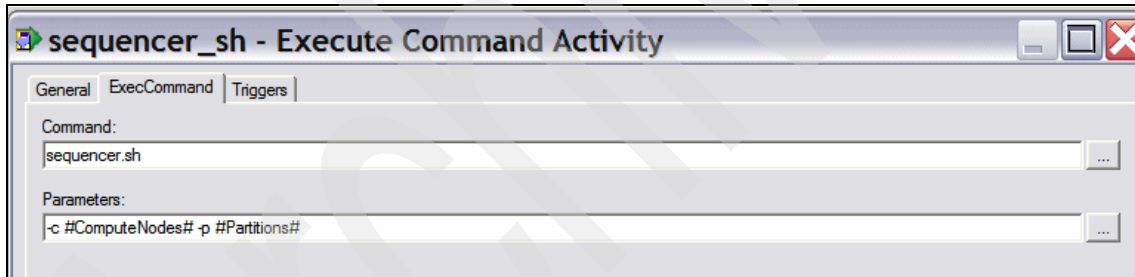 sequencer_sh - Execute Command Activity
General ExecCommand Triggers
Command:
sequencer.sh
...
Parameters:
-c #ComputeNodes# -p #Partitions#
...